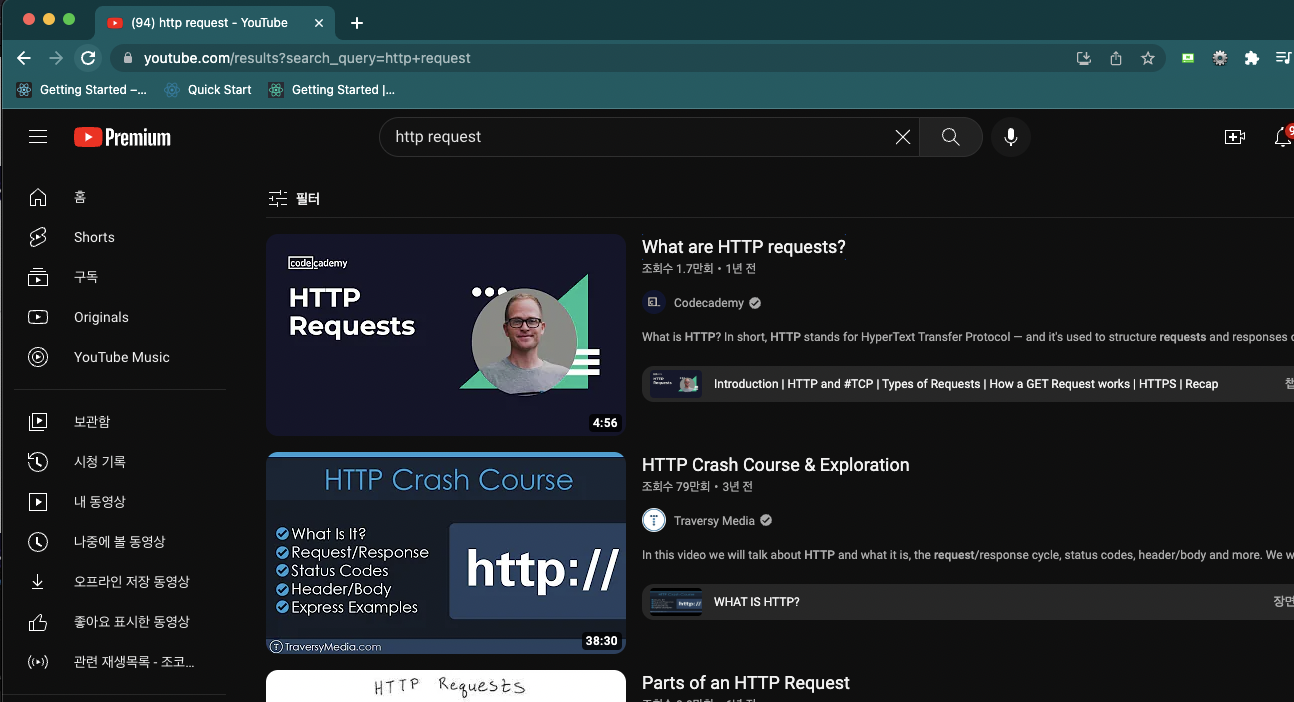 (94) http request - YouTube
youtube.com/results?search_query=http+request
Getting Started –... Quick Start Getting Started |...
Premium
http request
9
홈
Shorts
구독
Originals
YouTube Music
보관함
시청 기록
내 동영상
나중에 볼 동영상
오프라인 저장 동영상
좋아요 표시한 동영상
관련 재생목록 - 조코...
필터
codecademy
HTTP
Requests
4:56
What are HTTP requests?
조회수 1.7만회 • 1년 전
Codecademy
What is HTTP? In short, HTTP stands for HyperText Transfer Protocol — and it's used to structure requests and responses
HTTP
Requests
Introduction | HTTP and #TCP | Types of Requests | How a GET Request works | HTTPS | Recap
챕
HTTP Crash Course
What Is It?
Request/Response
Status Codes
Header/Body
Express Examples
http://
TraversyMedia.com
38:30
HTTP Crash Course & Exploration
조회수 79만회 • 3년 전
Traversy Media
In this video we will talk about HTTP and what it is, the request/response cycle, status codes, header/body and more. We w
HTTP Crash Course
http://
WHAT IS HTTP?
장면
HTTP Requests
Parts of an HTTP Request